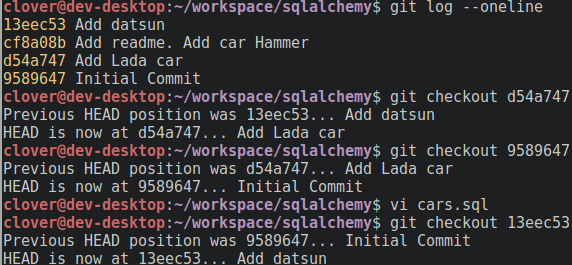 clover@dev-desktop:~/workspace/sqlalchemy$ git log --oneline
13eec53 Add datsun
cf8a08b Add readme. Add car Hammer
d54a747 Add Lada car
9589647 Initial Commit
clover@dev-desktop:~/workspace/sqlalchemy$ git checkout d54a747
Previous HEAD position was 13eec53... Add datsun
HEAD is now at d54a747... Add Lada car
clover@dev-desktop:~/workspace/sqlalchemy$ git checkout 9589647
Previous HEAD position was d54a747... Add Lada car
HEAD is now at 9589647... Initial Commit
clover@dev-desktop:~/workspace/sqlalchemy$ vi cars.sql
clover@dev-desktop:~/workspace/sqlalchemy$ git checkout 13eec53
Previous HEAD position was 9589647... Initial Commit
HEAD is now at 13eec53... Add datsun